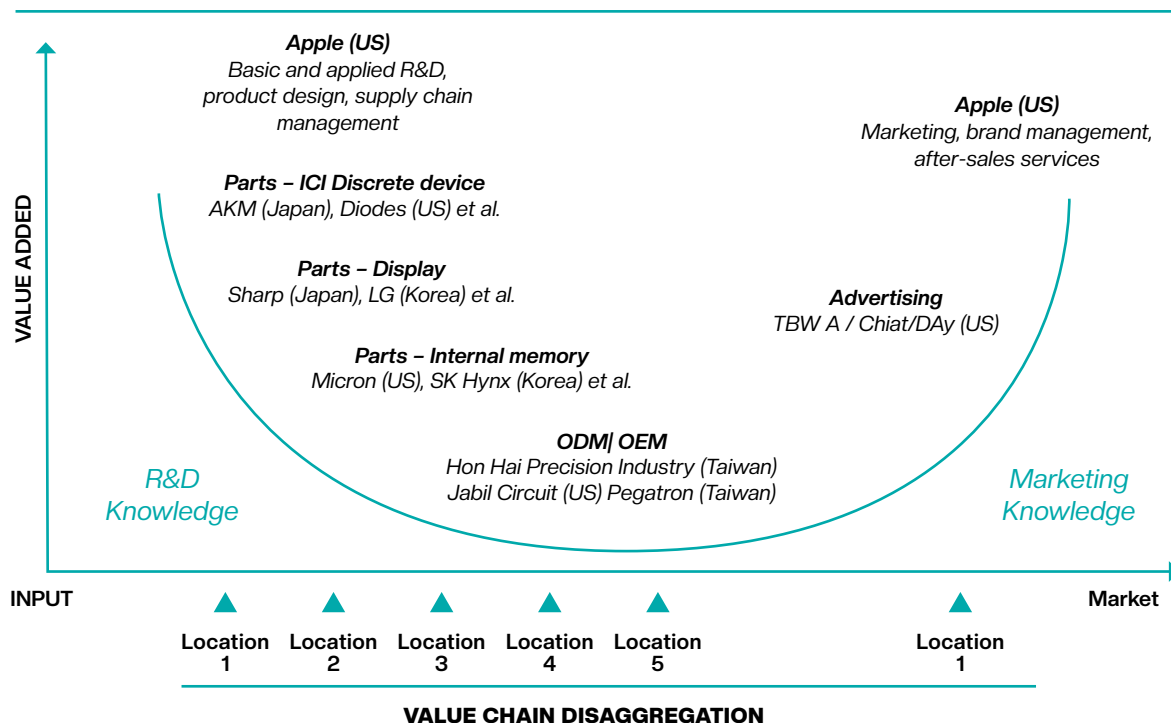 Apple (US)
Basic and applied R&D,
product design, supply chain
management
Apple (US)
Marketing, brand management,
after-sales services
Parts – ICI Discrete device
AKM (Japan), Diodes (US) et al.
Parts – Display
Sharp (Japan), LG (Korea) et al.
Advertising
TBW A / Chiat/DAy (US)
Parts – Internal memory
Micron (US), SK Hynx (Korea) et al.
ODM| OEM
Hon Hai Precision Industry (Taiwan)
Jabil Circuit (US) Pegatron (Taiwan)
VALUE ADDED
R&D
Knowledge
Marketing
Knowledge
INPUT
Market
Location
1
Location
2
Location
3
Location
4
Location
5
Location
1
VALUE CHAIN DISAGGREGATION